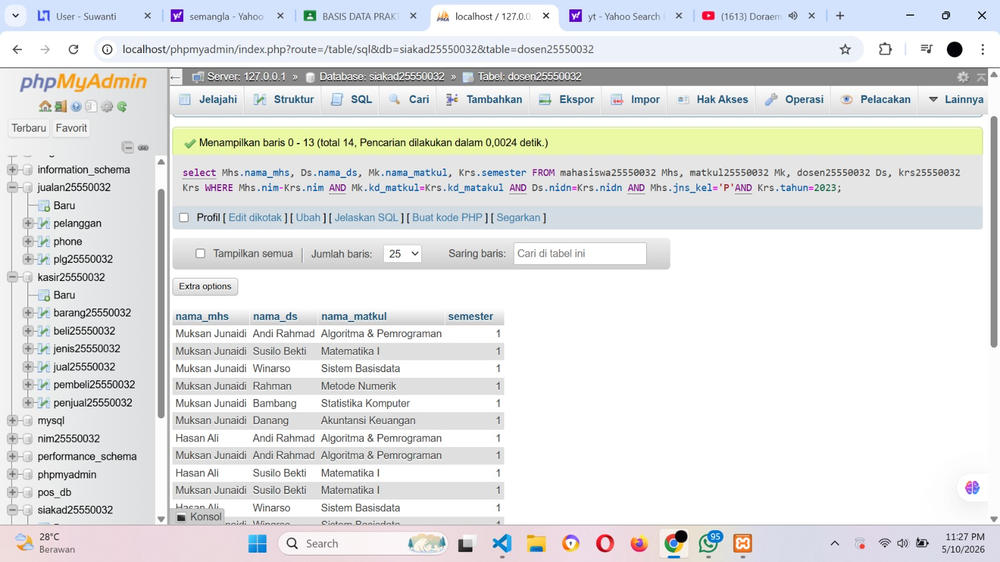 User - Suwanti
semangla - Yahoo
BASIS DATA PRAKT
localhost / 127.0.0.
yt - Yahoo Search
(1613) Doraem
localhost/phpmyadmin/index.php?route=/table/sql&db=siakad25550032&table=dosen25550032
phpMyAdmin
Terbaru Favorit
information_schema
jualan25550032
Baru
pelanggan
phone
plg25550032
kasir25550032
Baru
barang25550032
beli25550032
jenis25550032
jual25550032
pembeli25550032
penjual25550032
mysql
nim25550032
performance_schema
phpmyadmin
pos_db
siakad25550032
Server: 127.0.0.1 » Database: siakad25550032 » Tabel: dosen25550032
Jelajahi Struktur SQL Cari Tambahkan Ekspor Impor Hak Akses Operasi Pelacakan Lainnya
Menampilkan baris 0 - 13 (total 14, Pencarian dilakukan dalam 0,0024 detik.)
select Mhs.nama_mhs, Ds.nama_ds, Mk.nama_matkul, Krs.semester FROM mahasiswa25550032 Mhs, matkul25550032 Mk, dosen25550032 Ds, krs25550032
Krs WHERE Mhs.nim-Krs.nim AND Mk.kd_matkul=Krs.kd_matakul AND Ds.nidn=Krs.nidn AND Mhs.jns_kel='P'AND Krs.tahun=2023;
Profil [ Edit dikotak ] [ Ubah ] [ Jelaskan SQL ] [ Buat kode PHP ] [ Segarkan ]
Tampilkan semua Jumlah baris: 25 Saring baris: Cari di tabel ini
Extra options
nama_mhs nama_ds nama_matkul semester
Muksan Junaidi Andi Rahmad Algoritma & Pemrograman 1
Muksan Junaidi Susilo Bekti Matematika I 1
Muksan Junaidi Winarso Sistem Basisdata 1
Muksan Junaidi Rahman Metode Numerik 1
Muksan Junaidi Bambang Statistika Komputer 1
Muksan Junaidi Danang Akuntansi Keuangan 1
Hasan Ali Andi Rahmad Algoritma & Pemrograman 1
Muksan Junaidi Andi Rahmad Algoritma & Pemrograman 1
Hasan Ali Susilo Bekti Matematika I 1
Muksan Junaidi Susilo Bekti Matematika I 1
Hasan Ali Winarso Sistem Basisdata 1
Konsol
28°C
Berawan
Search
95
11:27 PM
5/10/2026